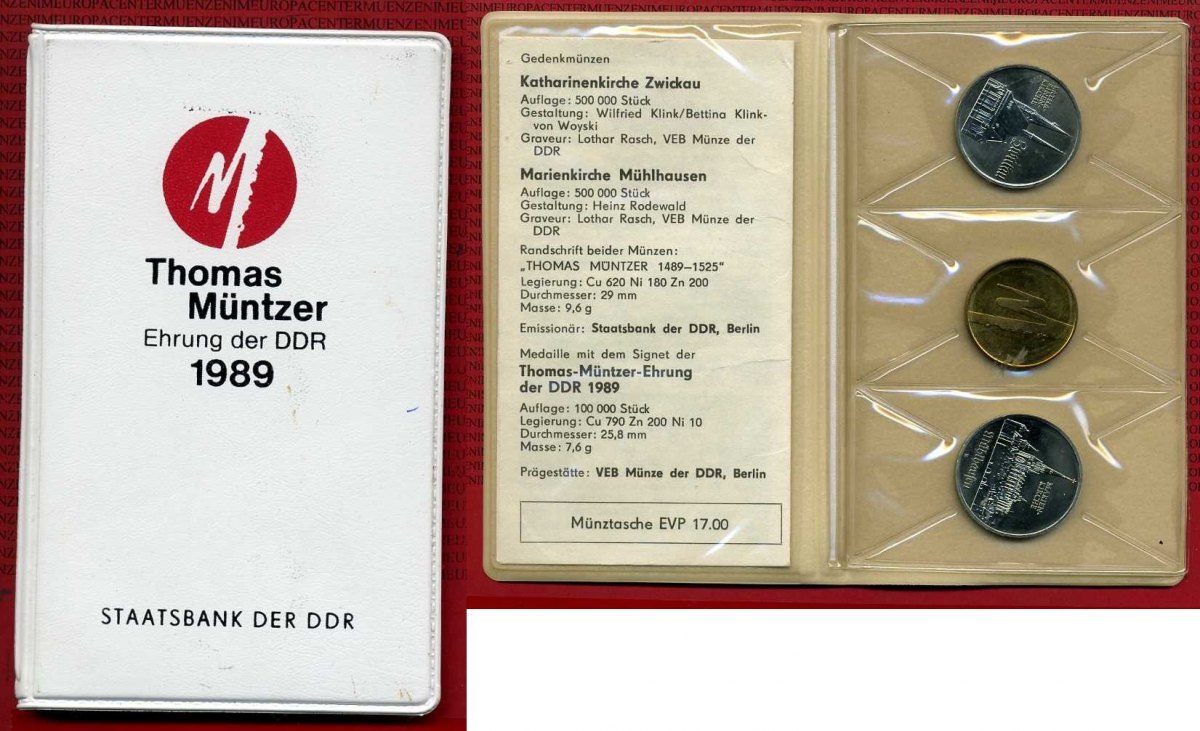 Thomas
Müntzer
Ehrung der DDR
1989
STAATSBANK DER DDR
Gedenkmünzen
Katharinenkirche Zwickau
Auflage: 500 000 Stück
Gestaltung: Wilfried Klink/Bettina Klink-
von Woyski
Graveur: Lothar Rasch, VEB Münze der
DDR
Marienkirche Mühlhausen
Auflage: 500 000 Stück
Gestaltung: Heinz Rodewald
Graveur: Lothar Rasch, VEB Münze der
DDR
Randschrift beider Münzen:
„THOMAS MÜNTZER 1489–1525"
Legierung: Cu 620 Ni 180 Zn 200
Durchmesser: 29 mm
Masse: 9,6 g
Emissionär: Staatsbank der DDR, Berlin
Medaille mit dem Signet der
Thomas-Müntzer-Ehrung
der DDR 1989
Auflage: 100 000 Stück
Legierung: Cu 790 Zn 200 Ni 10
Durchmesser: 25,8 mm
Masse: 7,6 g
Prägestätte: VEB Münze der DDR, Berlin
Münztasche EVP 17.00
Zwickau
MARIEN-
KIRCHE